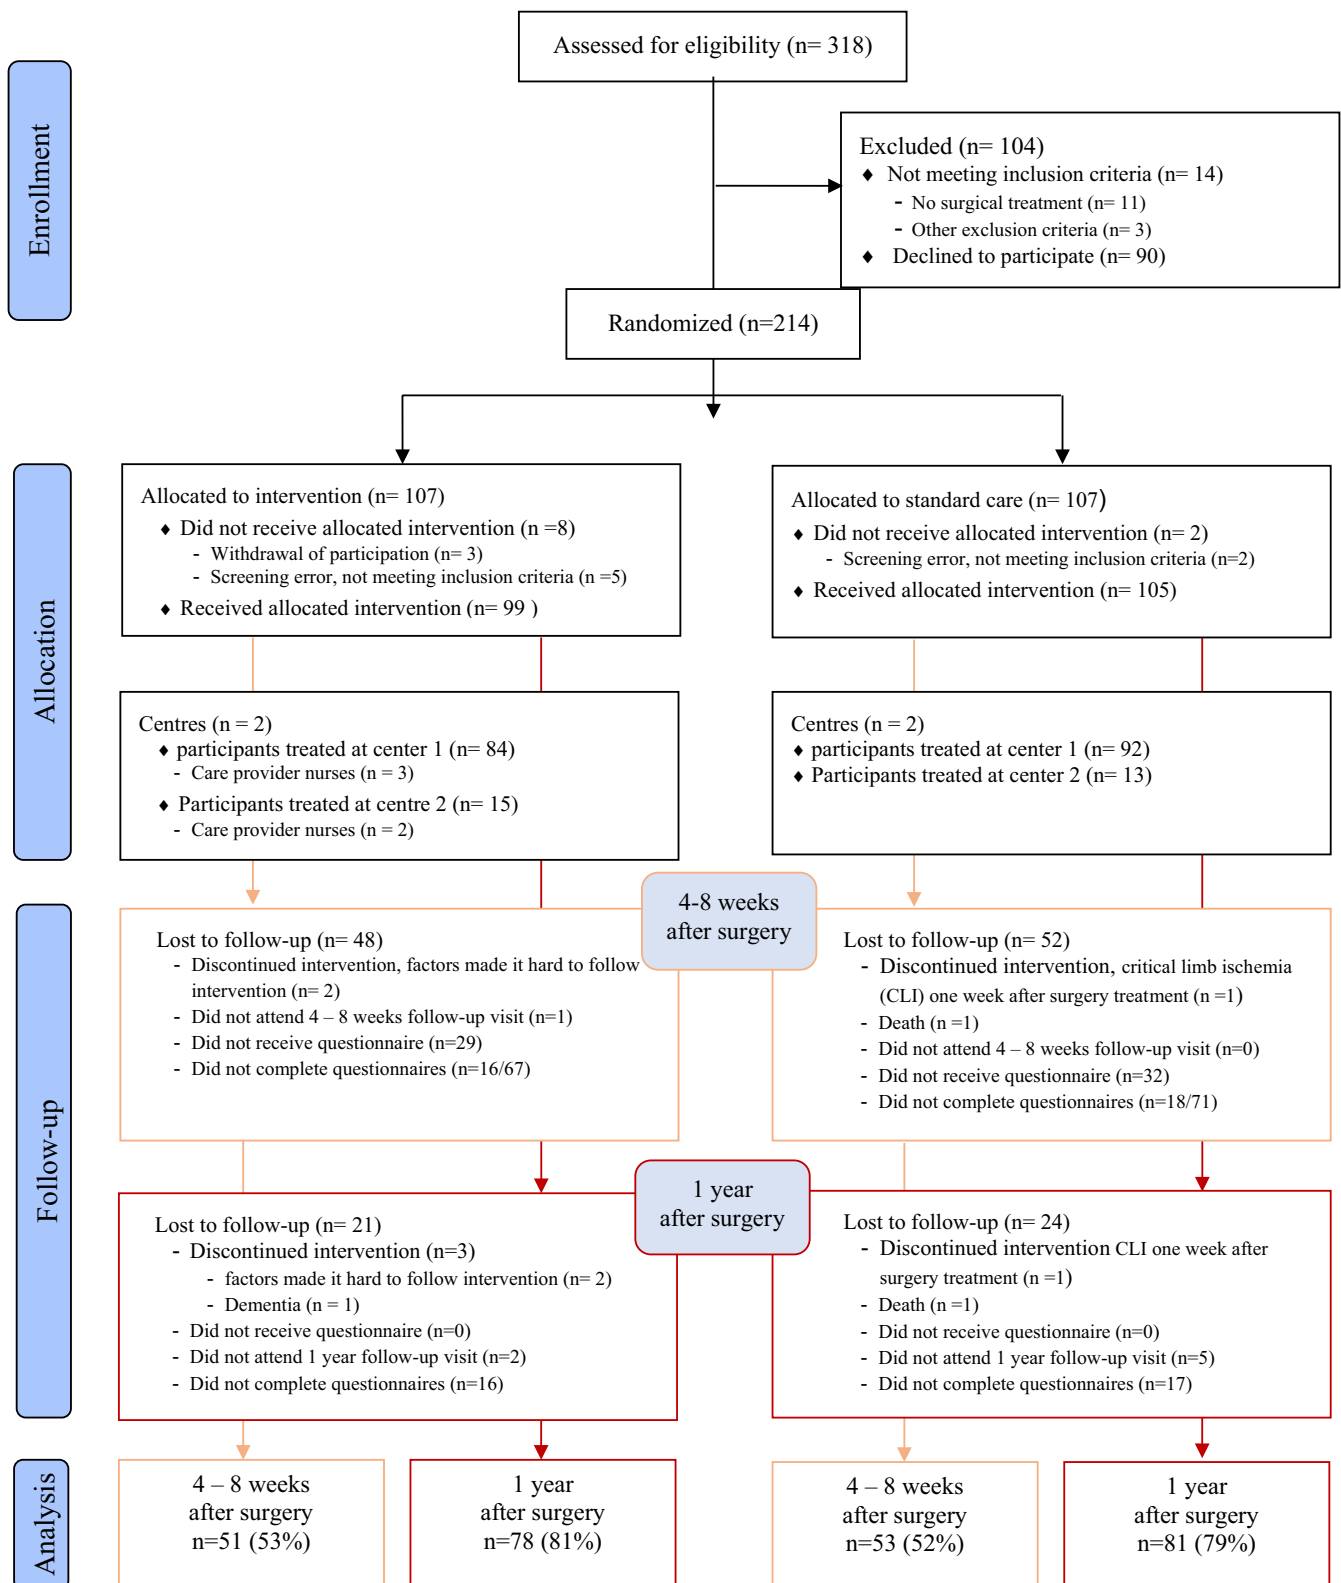 Assessed for eligibility (n= 318)
Enrollment
Excluded (n= 104)
♦ Not meeting inclusion criteria (n= 14)
- No surgical treatment (n= 11)
- Other exclusion criteria (n= 3)
♦ Declined to participate (n= 90)
Randomized (n=214)
Allocation
Allocated to intervention (n= 107)
♦ Did not receive allocated intervention (n =8)
- Withdrawal of participation (n= 3)
- Screening error, not meeting inclusion criteria (n =5)
♦ Received allocated intervention (n= 99 )
Allocated to standard care (n= 107)
♦ Did not receive allocated intervention (n= 2)
- Screening error, not meeting inclusion criteria (n=2)
♦ Received allocated intervention (n= 105)
Centres (n = 2)
♦ participants treated at center 1 (n= 84)
- Care provider nurses (n = 3)
♦ Participants treated at centre 2 (n= 15)
- Care provider nurses (n = 2)
Centres (n = 2)
♦ participants treated at center 1 (n= 92)
♦ Participants treated at center 2 (n= 13)
Follow-up
4-8 weeks
after surgery
Lost to follow-up (n= 48)
- Discontinued intervention, factors made it hard to follow
intervention (n= 2)
- Did not attend 4 – 8 weeks follow-up visit (n=1)
- Did not receive questionnaire (n=29)
- Did not complete questionnaires (n=16/67)
Lost to follow-up (n= 52)
- Discontinued intervention, critical limb ischemia
(CLI) one week after surgery treatment (n =1)
- Death (n =1)
- Did not attend 4 – 8 weeks follow-up visit (n=0)
- Did not receive questionnaire (n=32)
- Did not complete questionnaires (n=18/71)
1 year
after surgery
Lost to follow-up (n= 21)
- Discontinued intervention (n=3)
- factors made it hard to follow intervention (n= 2)
- Dementia (n = 1)
- Did not receive questionnaire (n=0)
- Did not attend 1 year follow-up visit (n=2)
- Did not complete questionnaires (n=16)
Lost to follow-up (n= 24)
- Discontinued intervention CLI one week after
surgery treatment (n =1)
- Death (n =1)
- Did not receive questionnaire (n=0)
- Did not attend 1 year follow-up visit (n=5)
- Did not complete questionnaires (n=17)
Analysis
4 – 8 weeks
after surgery
n=51 (53%)
1 year
after surgery
n=78 (81%)
4 – 8 weeks
after surgery
n=53 (52%)
1 year
after surgery
n=81 (79%)